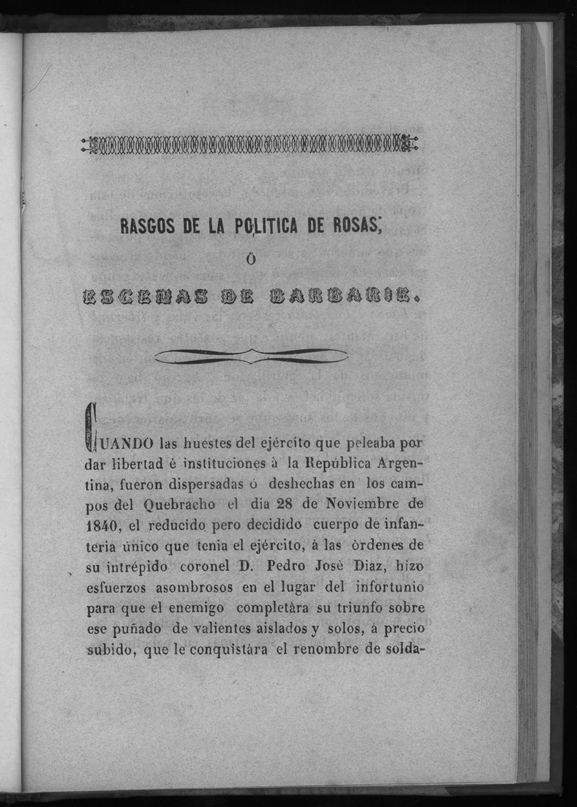 RASGOS DE LA POLITICA DE ROSAS;
Ó
ESCENAS DE BARBARIE.
CUANDO las huestes del ejército que peleaba por
dar libertad é instituciones à la República Argen-
tina, fueron dispersadas ó deshechas en los cam-
pos del Quebracho el dia 28 de Noviembre de
1840, el reducido pero decidido cuerpo de infan-
teria único que tenia el ejército, à las òrdenes de
su intrépido coronel D. Pedro José Diaz, hizo
esfuerzos asombrosos en el lugar del infortunio
para que el enemigo completàra su triunfo sobre
ese puñado de valientes aislados y solos, à precio
subido, que le conquistàra el renombre de solda-